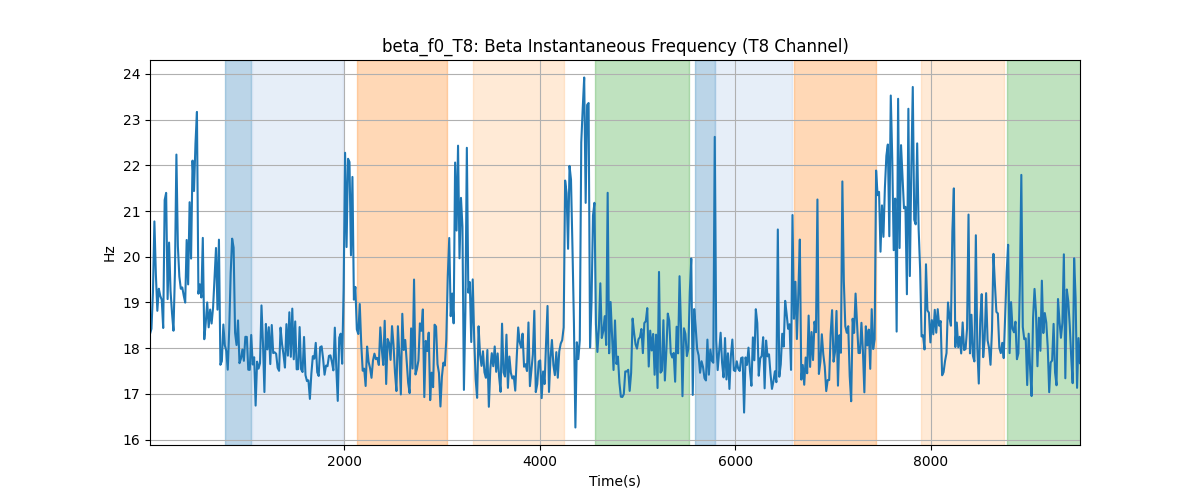 beta_f0_T8: Beta Instantaneous Frequency (T8 Channel)
24
23
22
21
20
19
18
17
16
Hz
2000 4000 6000 8000
Time(s)